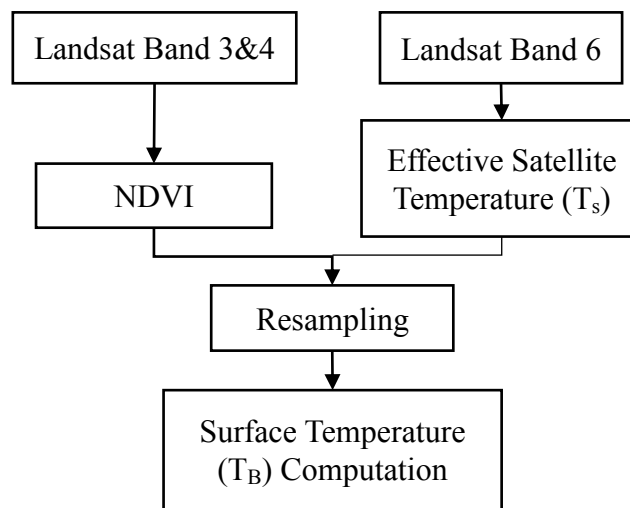 Landsat Band 3&4
Landsat Band 6
NDVI
Effective Satellite
Temperature (Ts)
Resampling
Surface Temperature
(TB) Computation